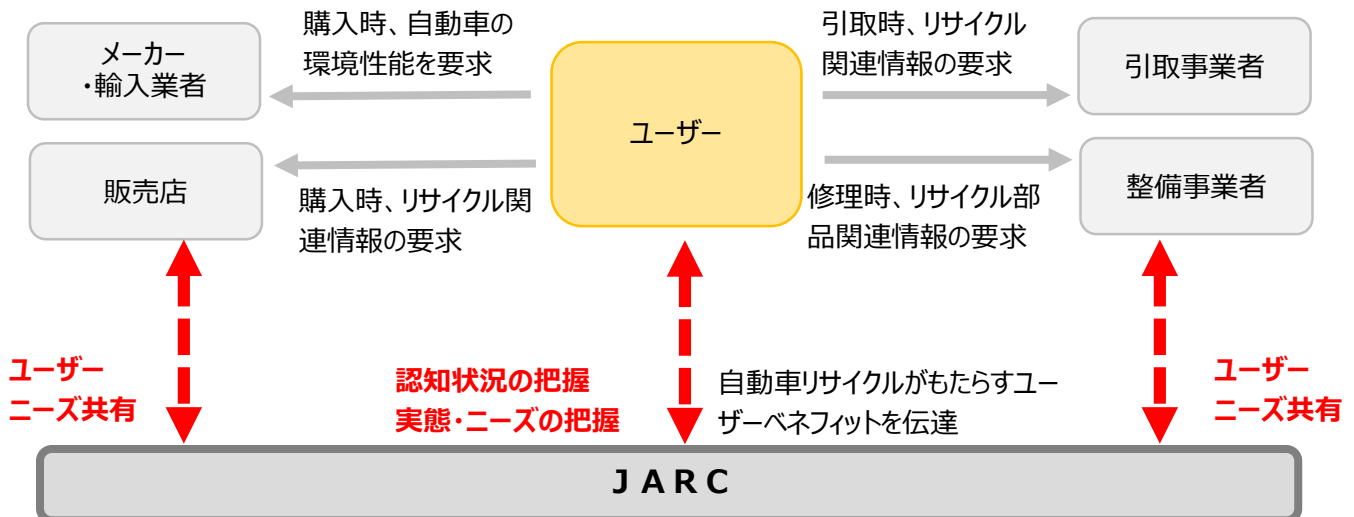 メーカー
・輸入業者
購入時、自動車の
環境性能を要求
ユーザー
引取時、リサイクル
関連情報の要求
引取事業者
販売店
購入時、リサイクル関
連情報の要求
修理時、リサイクル部
品関連情報の要求
整備事業者
ユーザー
ニーズ共有
認知状況の把握
実態・ニーズの把握
自動車リサイクルがもたらすユー
ザーベネフィットを伝達
ユーザー
ニーズ共有
ＪＡＲＣ